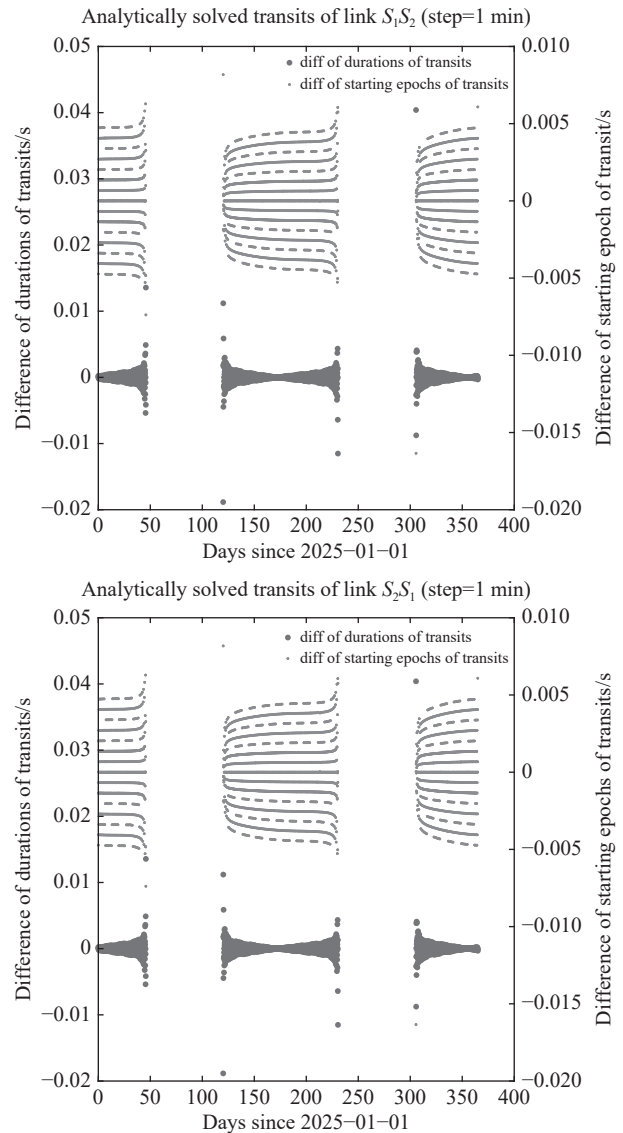 Analytically solved transits of link S₁S₂ (step=1 min)
0.05
0.04
0.03
0.02
0.01
0
−0.01
−0.02
Difference of durations of transits/s
diff of durations of transits
diff of starting epochs of transits
0.010
0.005
0
−0.005
−0.010
−0.015
−0.020
Difference of starting epoch of transit/s
0 50 100 150 200 250 300 350 400
Days since 2025−01−01
Analytically solved transits of link S₂S₁ (step=1 min)
0.05
0.04
0.03
0.02
0.01
0
−0.01
−0.02
Difference of durations of transits/s
diff of durations of transits
diff of starting epochs of transits
0.010
0.005
0
−0.005
−0.010
−0.015
−0.020
Difference of starting epochs of transits/s
0 50 100 150 200 250 300 350 400
Days since 2025−01−01